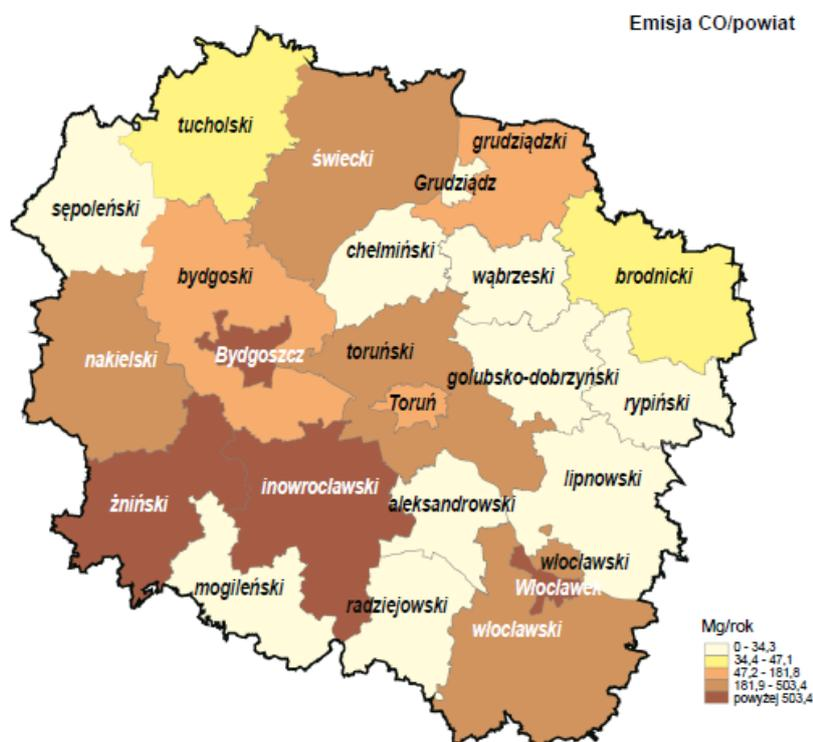 Emisja CO/powiat
tucholski
grudziądzki
świecki
Grudziądz
sępoleński
chelmiński
bydgoski
wąbrzeski
brodnicki
Bydgoszcz
toruński
nakielski
golubsko-dobrzyński
Toruń
rypiński
lipnowski
inowrocławski
żniński
aleksandrowski
włocławski
mogileński
Włocławek
radziejowski
włocławski
Mg/rok
0 - 34,3
34,4 - 47,1
47,2 - 181,8
181,9 - 503,4
powyżej 503,4